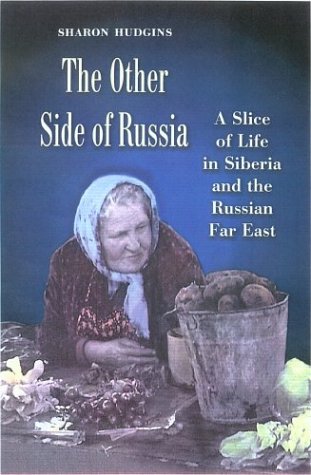 SHARON HUDGINS
The Other
Side of Russia
A Slice
of Life
in Siberia
and the
Russian
Far East